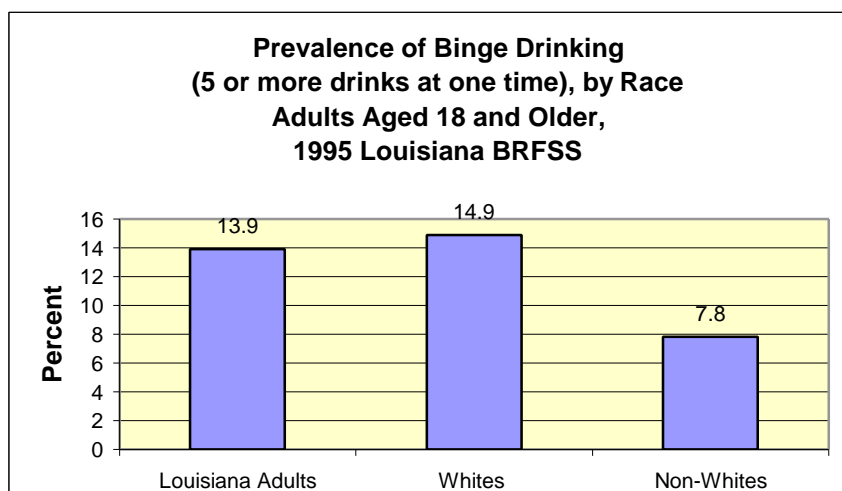 Prevalence of Binge Drinking
(5 or more drinks at one time), by Race
Adults Aged 18 and Older,
1995 Louisiana BRFSS
Percent
16
14
12
10
8
6
4
2
0
13.9
14.9
7.8
Louisiana Adults
Whites
Non-Whites